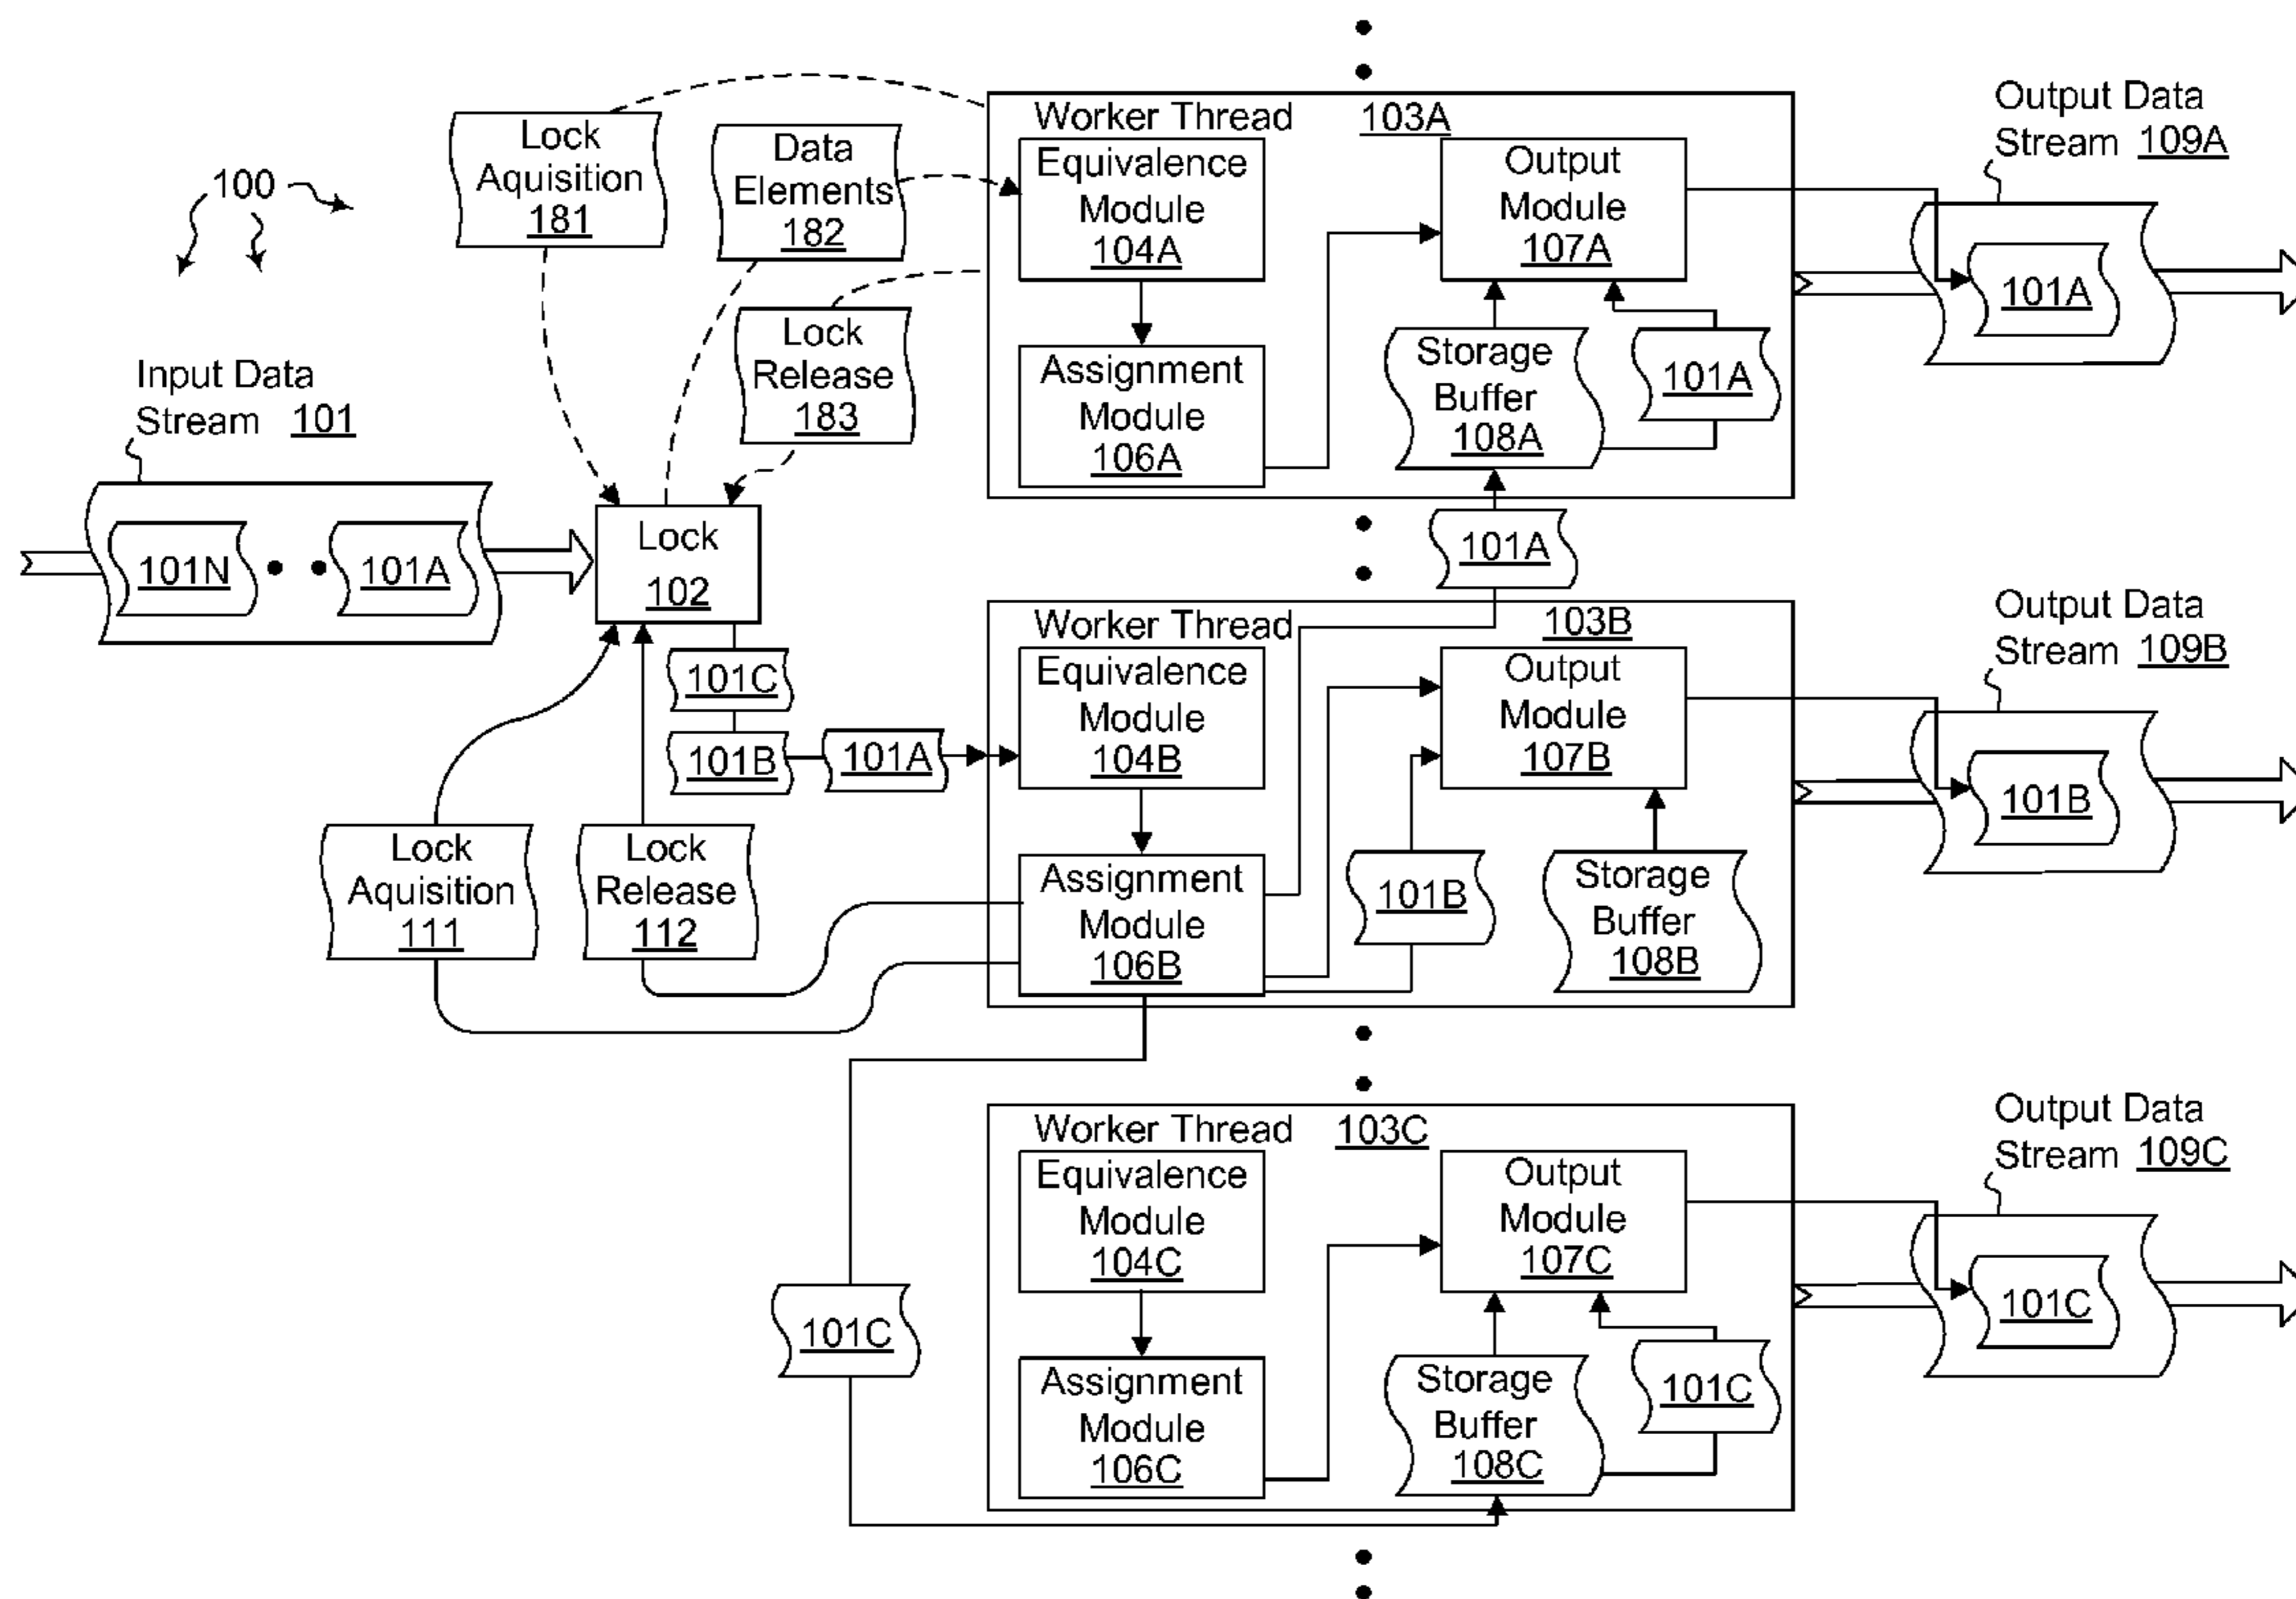 100
Lock
Aquisition
181
Data
Elements
182
Lock
Release
183
Input Data
Stream 101
101N
101A
Lock
102
101C
101B
101A
Lock
Aquisition
111
Lock
Release
112
Worker Thread 103A
Equivalence
Module
104A
Assignment
Module
106A
Output
Module
107A
Storage
Buffer
108A
101A
Output Data
Stream 109A
101A
101A
Worker Thread 103B
Equivalence
Module
104B
Assignment
Module
106B
Output
Module
107B
101B
Storage
Buffer
108B
Output Data
Stream 109B
101B
101C
Worker Thread 103C
Equivalence
Module
104C
Assignment
Module
106C
Output
Module
107C
Storage
Buffer
108C
101C
Output Data
Stream 109C
101C